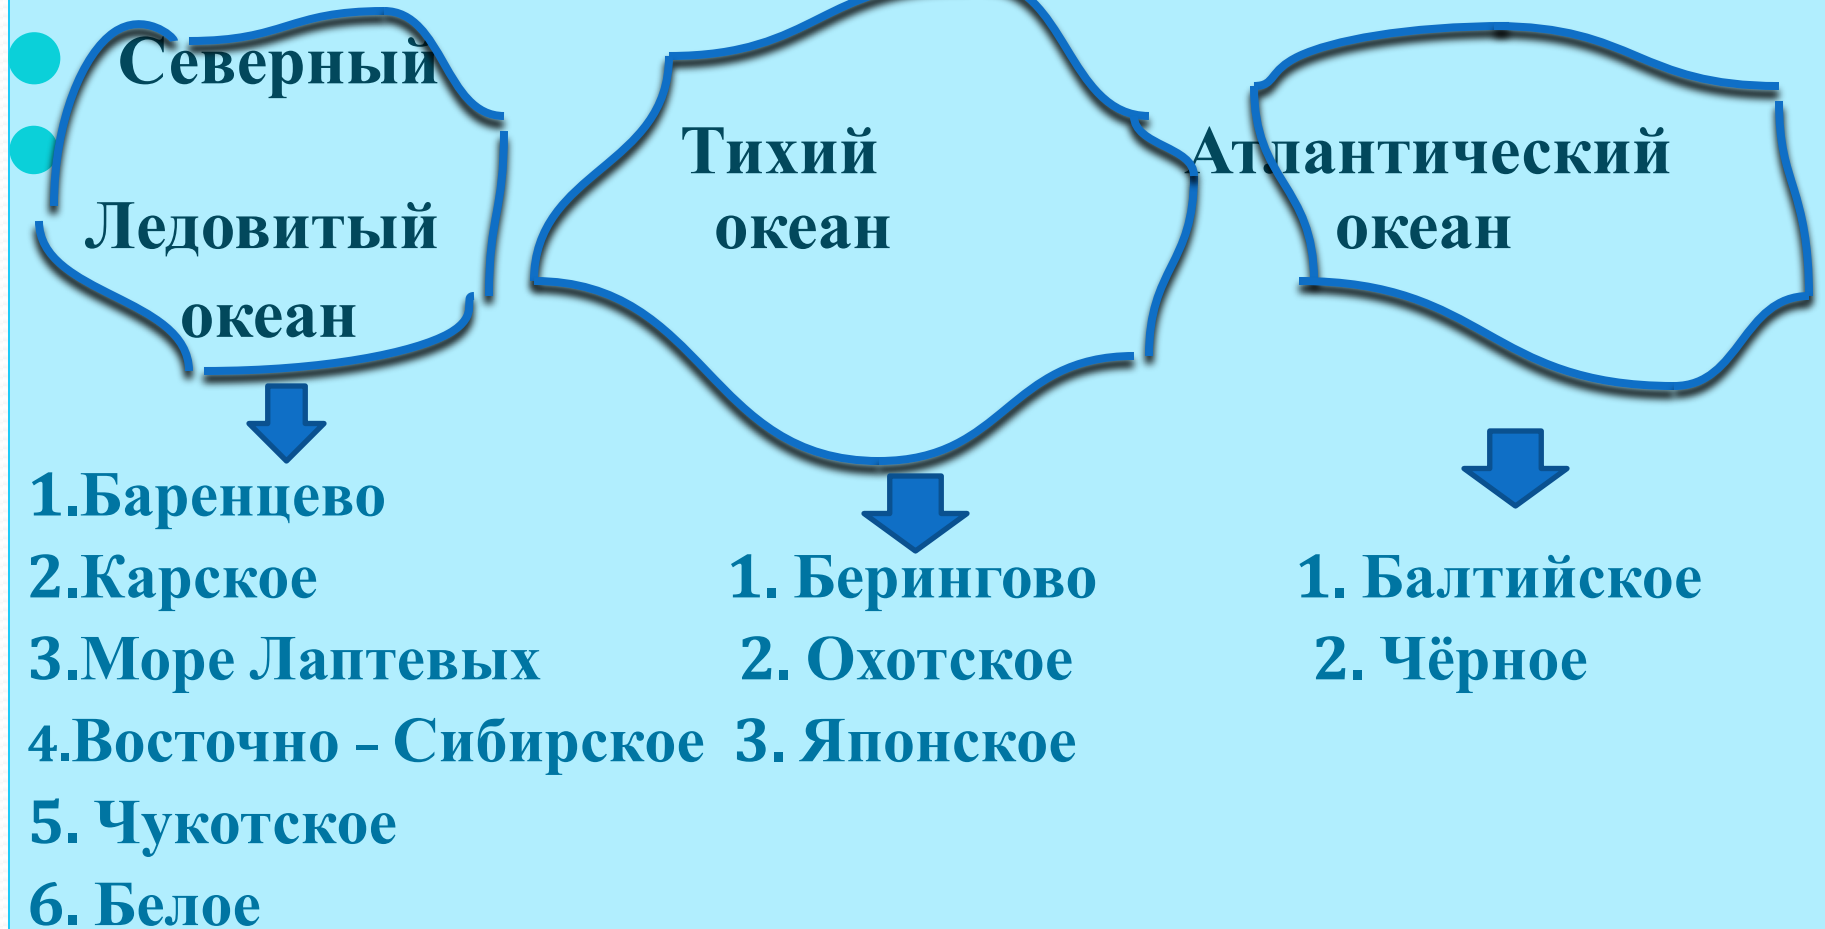 Северный
Тихий Атлантический
Ледовитый океан океан
океан
1.Баренцево
2.Карское 1. Берингово 1. Балтийское
3.Море Лаптевых 2. Охотское 2. Чёрное
4.Восточно – Сибирское 3. Японское
5. Чукотское
6. Белое